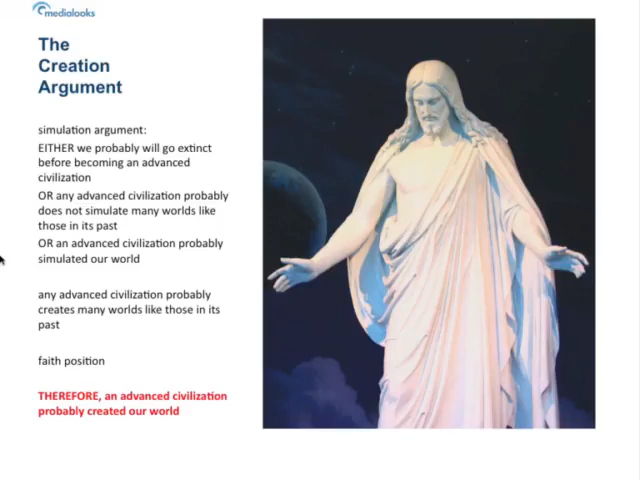 medialooks
The
Creation
Argument
simulation argument:
EITHER we probably will go extinct
before becoming an advanced
civilization
OR any advanced civilization probably
does not simulate many worlds like
those in its past
OR an advanced civilization probably
simulated our world
any advanced civilization probably
creates many worlds like those in its
past
faith position
THEREFORE, an advanced civilization
probably created our world